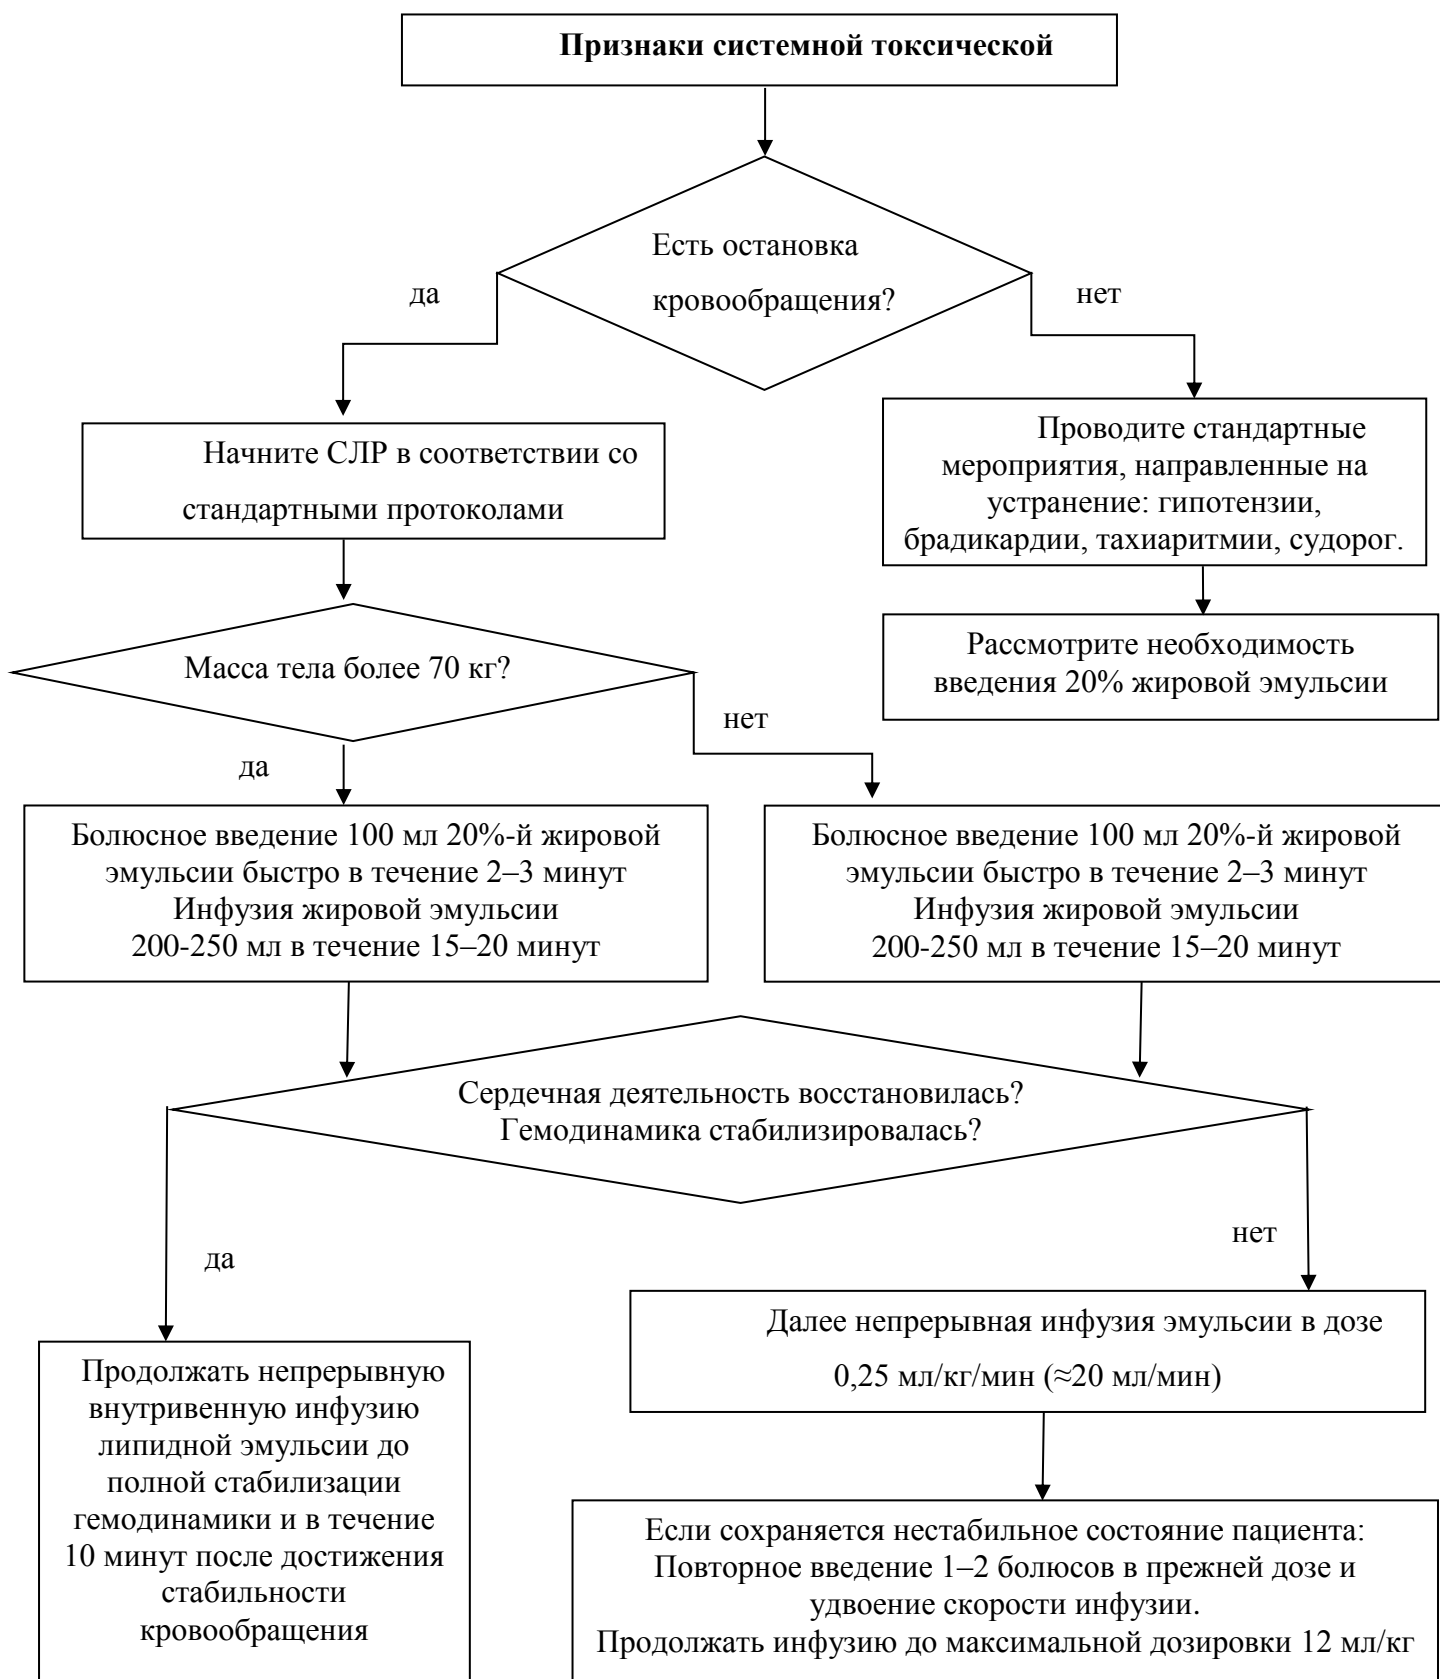 Признаки системной токсической
Есть остановка
кровообращения?
да
нет
Начните СЛР в соответствии со
стандартными протоколами
Проводите стандартные
мероприятия, направленные на
устранение: гипотензии,
брадикардии, тахиаритмии, судорог.
Рассмотрите необходимость
введения 20% жировой эмульсии
Масса тела более 70 кг?
нет
да
Болюсное введение 100 мл 20%-й жировой
эмульсии быстро в течение 2–3 минут
Инфузия жировой эмульсии
200-250 мл в течение 15–20 минут
Болюсное введение 100 мл 20%-й жировой
эмульсии быстро в течение 2–3 минут
Инфузия жировой эмульсии
200-250 мл в течение 15–20 минут
Сердечная деятельность восстановилась?
Гемодинамика стабилизировалась?
да
нет
Продолжать непрерывную
внутривенную инфузию
липидной эмульсии до
полной стабилизации
гемодинамики и в течение
10 минут после достижения
стабильности
кровообращения
Далее непрерывная инфузия эмульсии в дозе
0,25 мл/кг/мин (≈20 мл/мин)
Если сохраняется нестабильное состояние пациента:
Повторное введение 1–2 болюсов в прежней дозе и
удвоение скорости инфузии.
Продолжать инфузию до максимальной дозировки 12 мл/кг